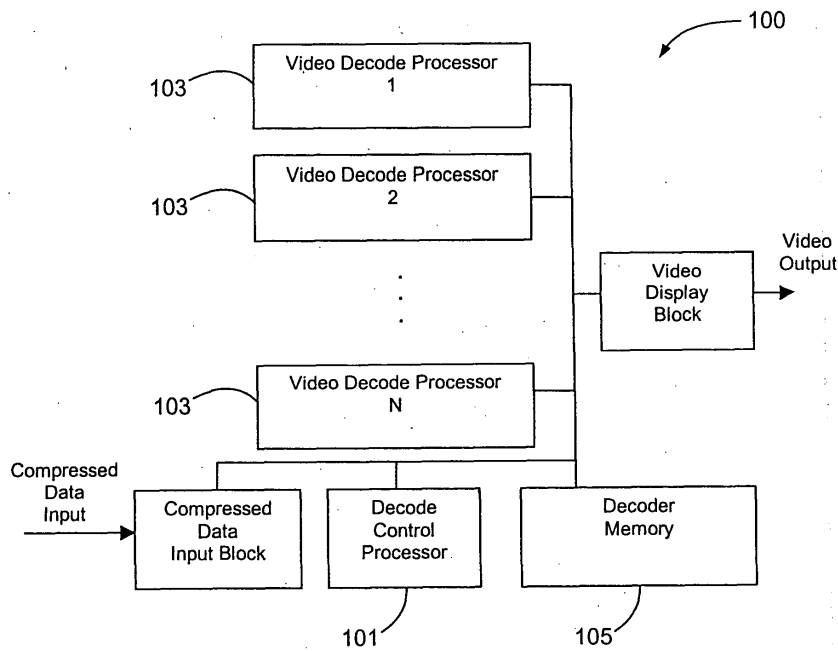 100
Video Decode Processor
1
103
Video Decode Processor
2
103
Video
Output
Video
Display
Block
Video Decode Processor
N
103
Compressed
Data
Input
Compressed
Data
Input Block
Decode
Control
Processor
Decoder
Memory
101
105